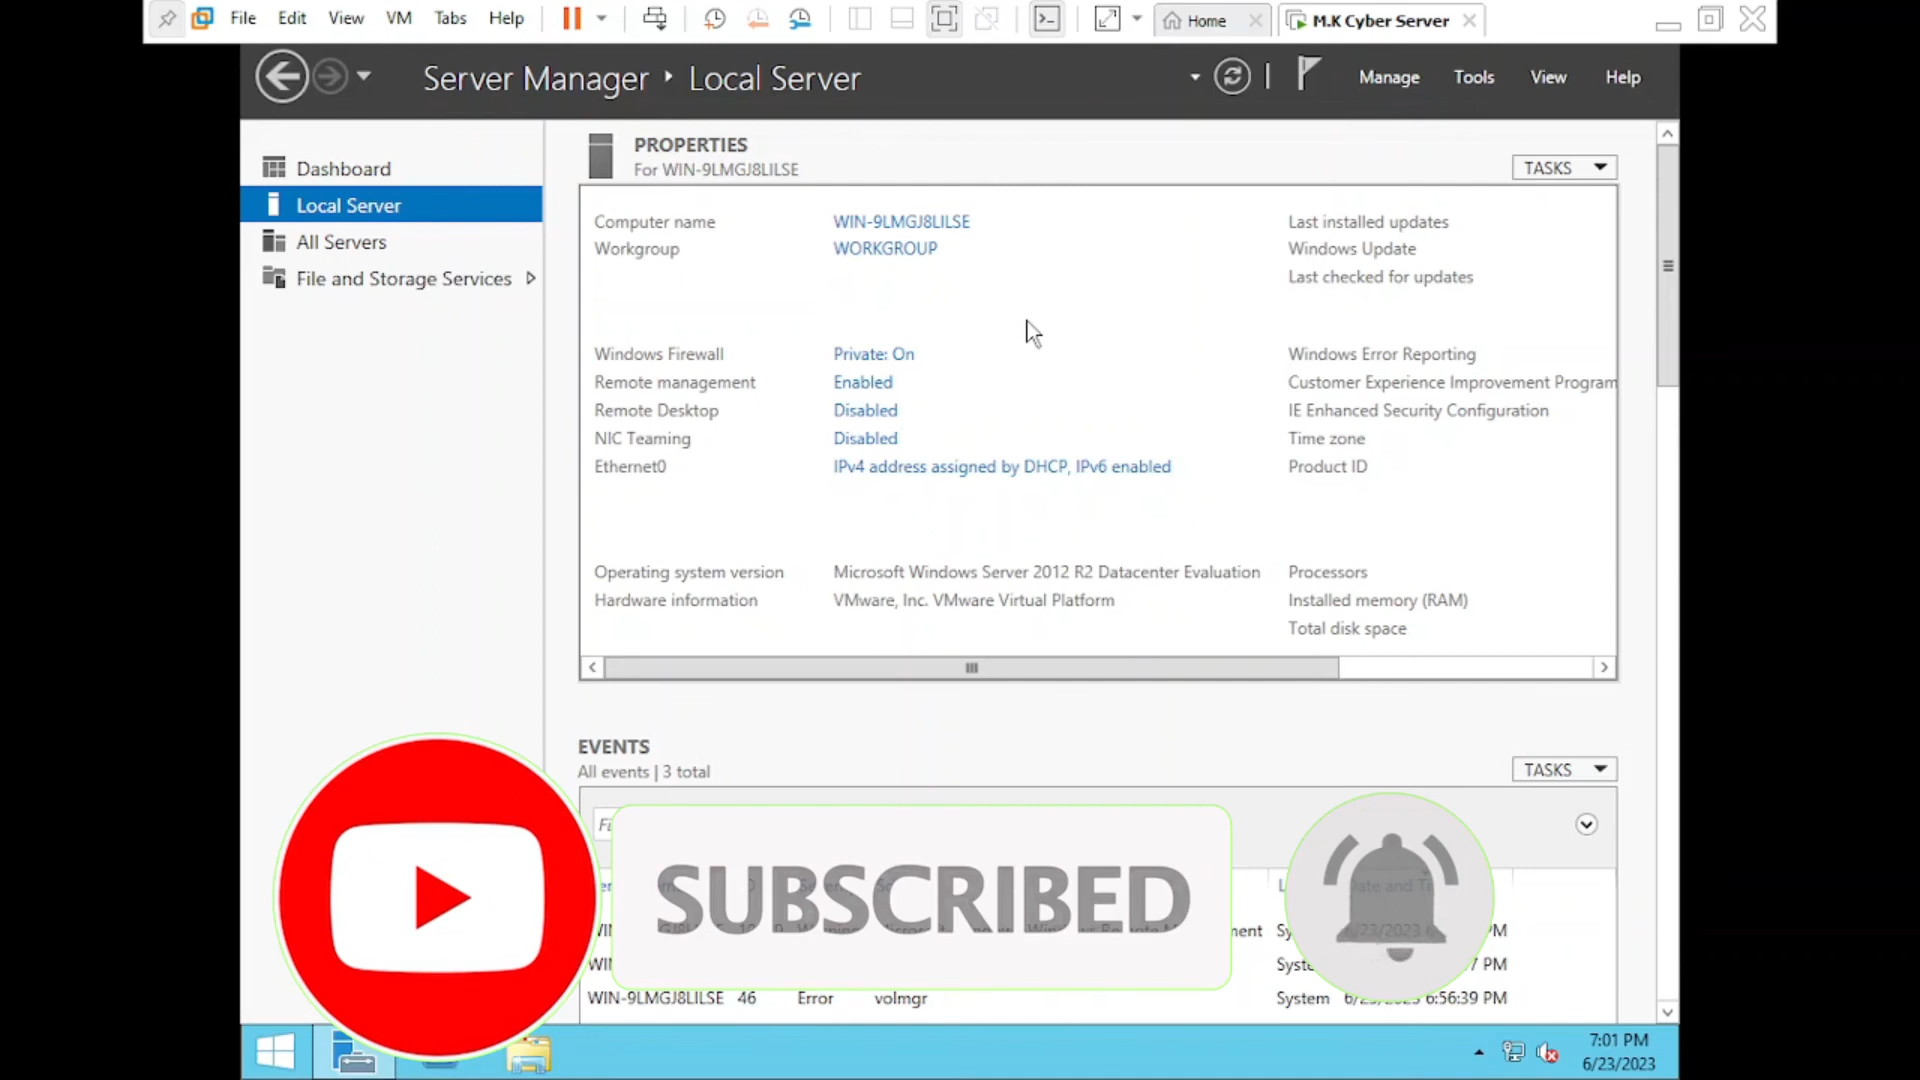 File Edit View VM Tabs Help Home M.K Cyber Server
Server Manager Local Server Manage Tools View Help
Dashboard
Local Server
All Servers
File and Storage Services
PROPERTIES
For WIN-9LMGJ8LILSE
TASKS
Computer name WIN-9LMGJ8LILSE Last installed updates
Workgroup WORKGROUP Windows Update
Last checked for updates
Windows Firewall Private: On Windows Error Reporting
Remote management Enabled Customer Experience Improvement Program
Remote Desktop Disabled IE Enhanced Security Configuration
NIC Teaming Disabled Time zone
Ethernet0 IPv4 address assigned by DHCP, IPv6 enabled Product ID
Operating system version Microsoft Windows Server 2012 R2 Datacenter Evaluation Processors
Hardware information VMware, Inc. VMware Virtual Platform Installed memory (RAM)
Total disk space
EVENTS
All events | 3 total
TASKS
SUBSCRIBED
WIN-9LMGJ8LILSE 46 Error volmgr System 6:56:39 PM
7:01 PM
6/23/2023